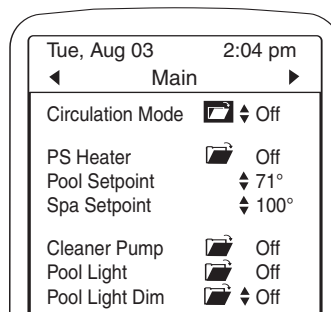 Tue, Aug 03 2:04 pm
Main
Circulation Mode Off
PS Heater Off
Pool Setpoint 71°
Spa Setpoint 100°
Cleaner Pump Off
Pool Light Off
Pool Light Dim Off